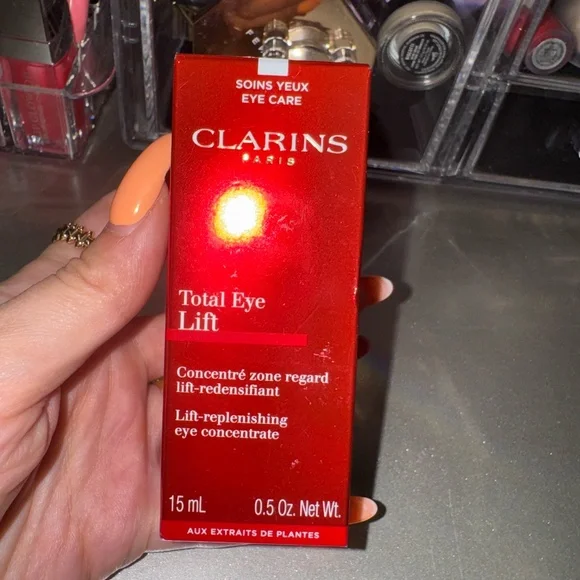 SOINS YEUX
EYE CARE
CLARINS
PARIS
Total Eye
Lift
Concentré zone regard
lift-redensifiant
Lift-replenishing
eye concentrate
15 mL 0.5 Oz. Net Wt.
AUX EXTRAITS DE PLANTES